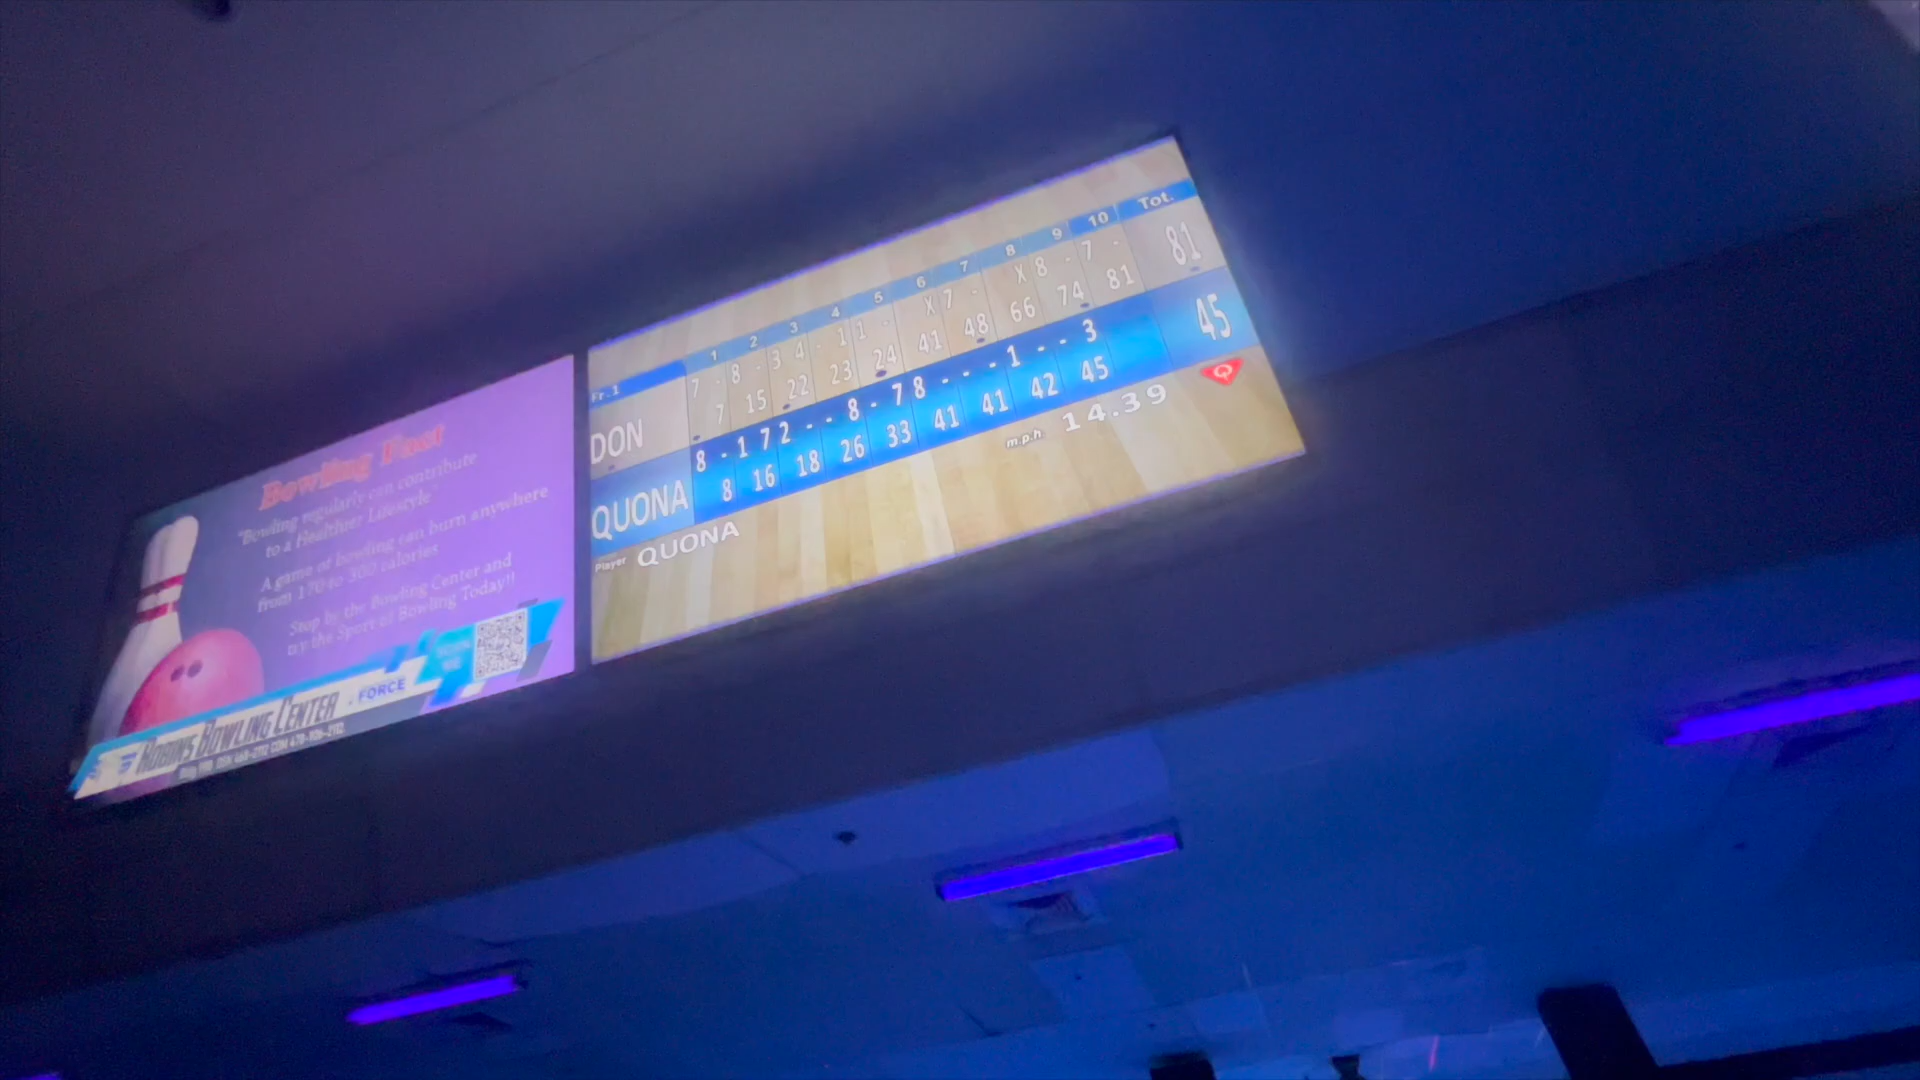 Bowling Fact
"Bowling regularly can contribute
to a Healthier Lifestyle"
A game of bowling can burn anywhere
from 170 to 300 calories
Stop by the Bowling Center and
try the Sport of Bowling Today!!
SCAN
ME
ROBINS BOWLING CENTER
FORCE
Fr.1 1 2 3 4 5 6 7 8 9 10 Tot.
7 - 8 - 3 4 - 1 1 - X 7 - X 8 - 7 -
DON 7 15 22 23 24 41 48 66 74 81 81
8 - 1 7 2 - - 8 - 7 8 - - - 1 - - 3
QUONA 8 16 18 26 33 41 41 42 45 45
Player QUONA
m.p.h 14.39
Q